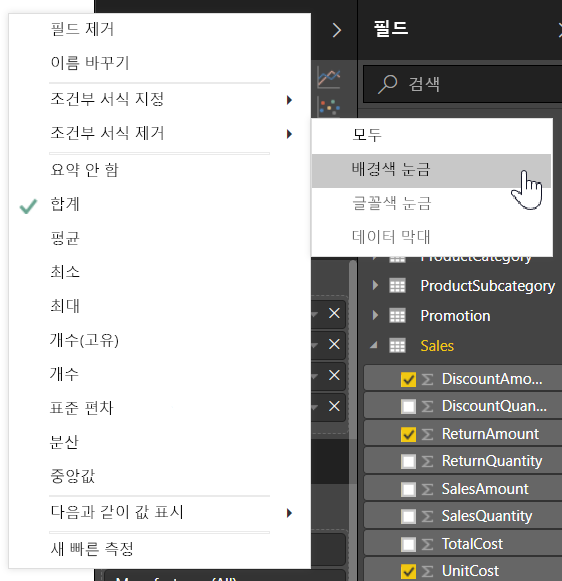 필드 제거
이름 바꾸기
조건부 서식 지정
조건부 서식 제거
요약 안 함
합계
평균
최소
최대
개수(고유)
개수
표준 편차
분산
중앙값
다음과 같이 값 표시
새 빠른 측정
모두
배경색 눈금
글꼴색 눈금
데이터 막대
필드
검색
ProductCategory
ProductSubcategory
Promotion
Sales
DiscountAmo...
DiscountQuan...
ReturnAmount
ReturnQuantity
SalesAmount
SalesQuantity
TotalCost
UnitCost